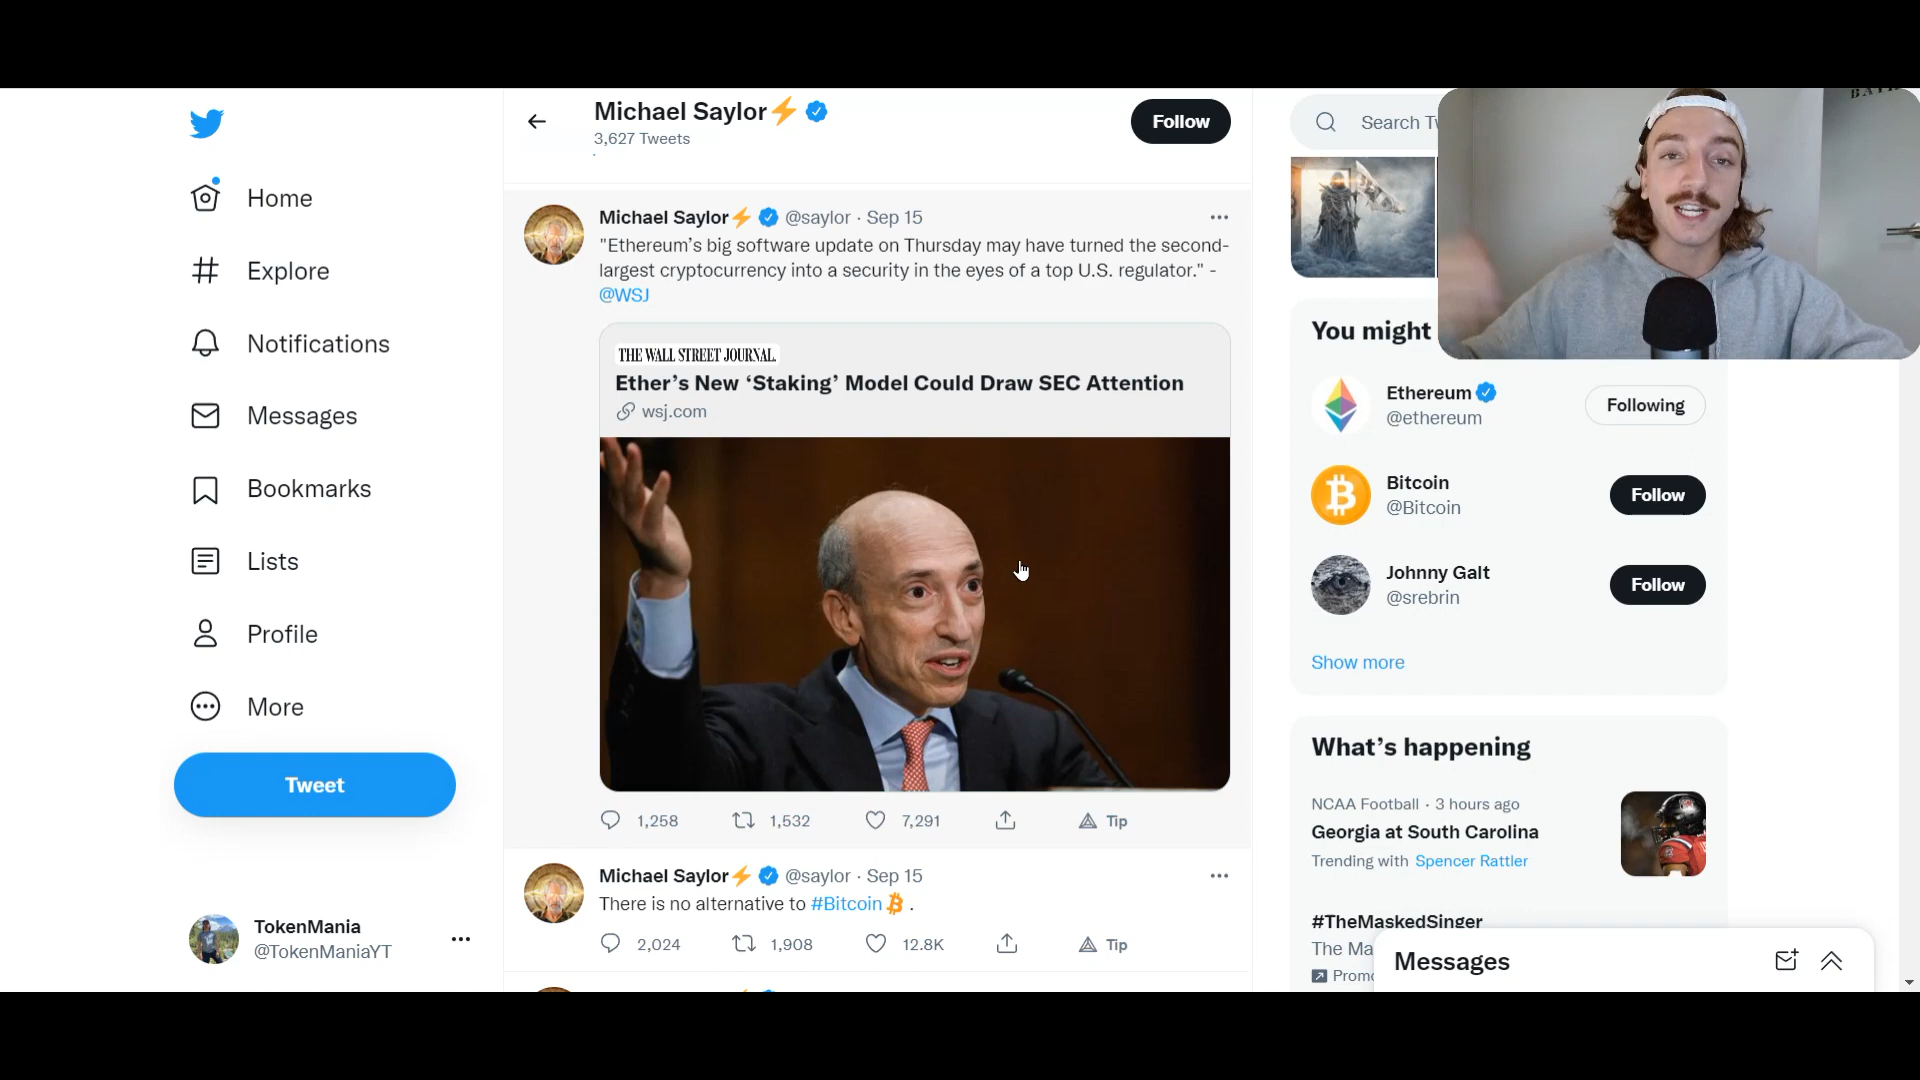 Home
Explore
Notifications
Messages
Bookmarks
Lists
Profile
More
Tweet
TokenMania
@TokenManiaYT
Michael Saylor⚡
3,627 Tweets
Follow
Michael Saylor⚡ @saylor · Sep 15
"Ethereum’s big software update on Thursday may have turned the second-
largest cryptocurrency into a security in the eyes of a top U.S. regulator." -
@WSJ
THE WALL STREET JOURNAL.
Ether’s New ‘Staking’ Model Could Draw SEC Attention
wsj.com
1,258 1,532 7,291 Tip
Michael Saylor⚡ @saylor · Sep 15
There is no alternative to #Bitcoin .
2,024 1,908 12.8K Tip
Search
You might
Ethereum
@ethereum
Following
Bitcoin
@Bitcoin
Follow
Johnny Galt
@srebrin
Follow
Show more
What’s happening
NCAA Football · 3 hours ago
Georgia at South Carolina
Trending with Spencer Rattler
#TheMaskedSinger
The
Messages